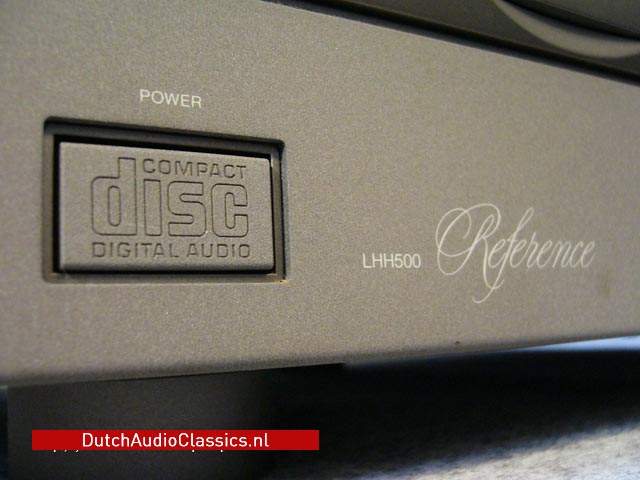 POWER
COMPACT
disc
DIGITAL AUDIO
LHH500 Reference
DutchAudioClassics.nl